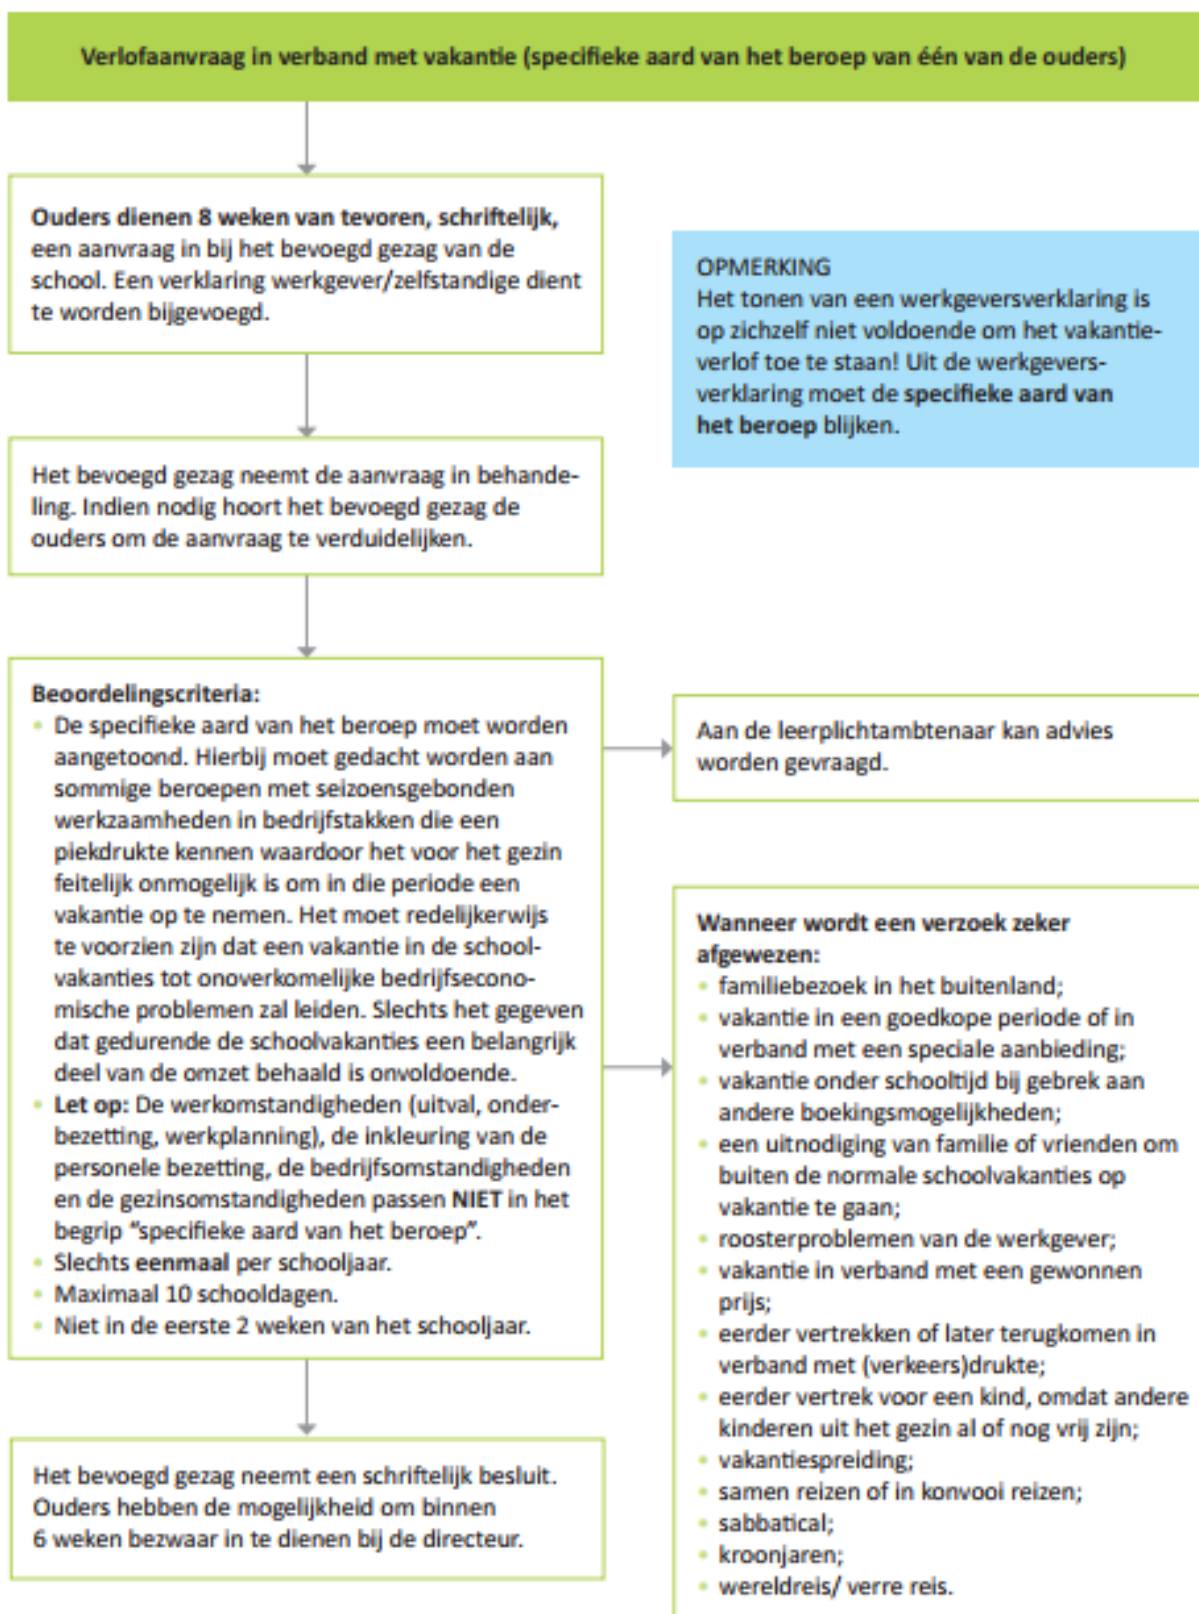 Verlofaanvraag in verband met vakantie (specifieke aard van het beroep van één van de ouders)
Ouders dienen 8 weken van tevoren, schriftelijk,
een aanvraag in bij het bevoegd gezag van de
school. Een verklaring werkgever/zelfstandige dient
te worden bijgevoegd.
OPMERKING
Het tonen van een werkgeversverklaring is
op zichzelf niet voldoende om het vakantie-
verlof toe te staan! Uit de werkgevers-
verklaring moet de specifieke aard van
het beroep blijken.
Het bevoegd gezag neemt de aanvraag in behande-
ling. Indien nodig hoort het bevoegd gezag de
ouders om de aanvraag te verduidelijken.
Beoordelingscriteria:
• De specifieke aard van het beroep moet worden
aangetoond. Hierbij moet gedacht worden aan
sommige beroepen met seizoensgebonden
werkzaamheden in bedrijfstakken die een
piekdrukte kennen waardoor het voor het gezin
feitelijk onmogelijk is om in die periode een
vakantie op te nemen. Het moet redelijkerwijs
te voorzien zijn dat een vakantie in de school-
vakanties tot onoverkomelijke bedrijfsecono-
mische problemen zal leiden. Slechts het gegeven
dat gedurende de schoolvakanties een belangrijk
deel van de omzet behaald is onvoldoende.
• Let op: De werkomstandigheden (uitval, onder-
bezetting, werkplanning), de inkleuring van de
personele bezetting, de bedrijfsomstandigheden
en de gezinsomstandigheden passen NIET in het
begrip “specifieke aard van het beroep”.
• Slechts eenmaal per schooljaar.
• Maximaal 10 schooldagen.
• Niet in de eerste 2 weken van het schooljaar.
Aan de leerplichtambtenaar kan advies
worden gevraagd.
Wanneer wordt een verzoek zeker
afgewezen:
• familiebezoek in het buitenland;
• vakantie in een goedkope periode of in
verband met een speciale aanbieding;
• vakantie onder schooltijd bij gebrek aan
andere boekingsmogelijkheden;
• een uitnodiging van familie of vrienden om
buiten de normale schoolvakanties op
vakantie te gaan;
• roosterproblemen van de werkgever;
• vakantie in verband met een gewonnen
prijs;
• eerder vertrekken of later terugkomen in
verband met (verkeers)drukte;
• eerder vertrek voor een kind, omdat andere
kinderen uit het gezin al of nog vrij zijn;
• vakantiespreiding;
• samen reizen of in konvooi reizen;
• sabbatical;
• kroonjaren;
• wereldreis/ verre reis.
Het bevoegd gezag neemt een schriftelijk besluit.
Ouders hebben de mogelijkheid om binnen
6 weken bezwaar in te dienen bij de directeur.